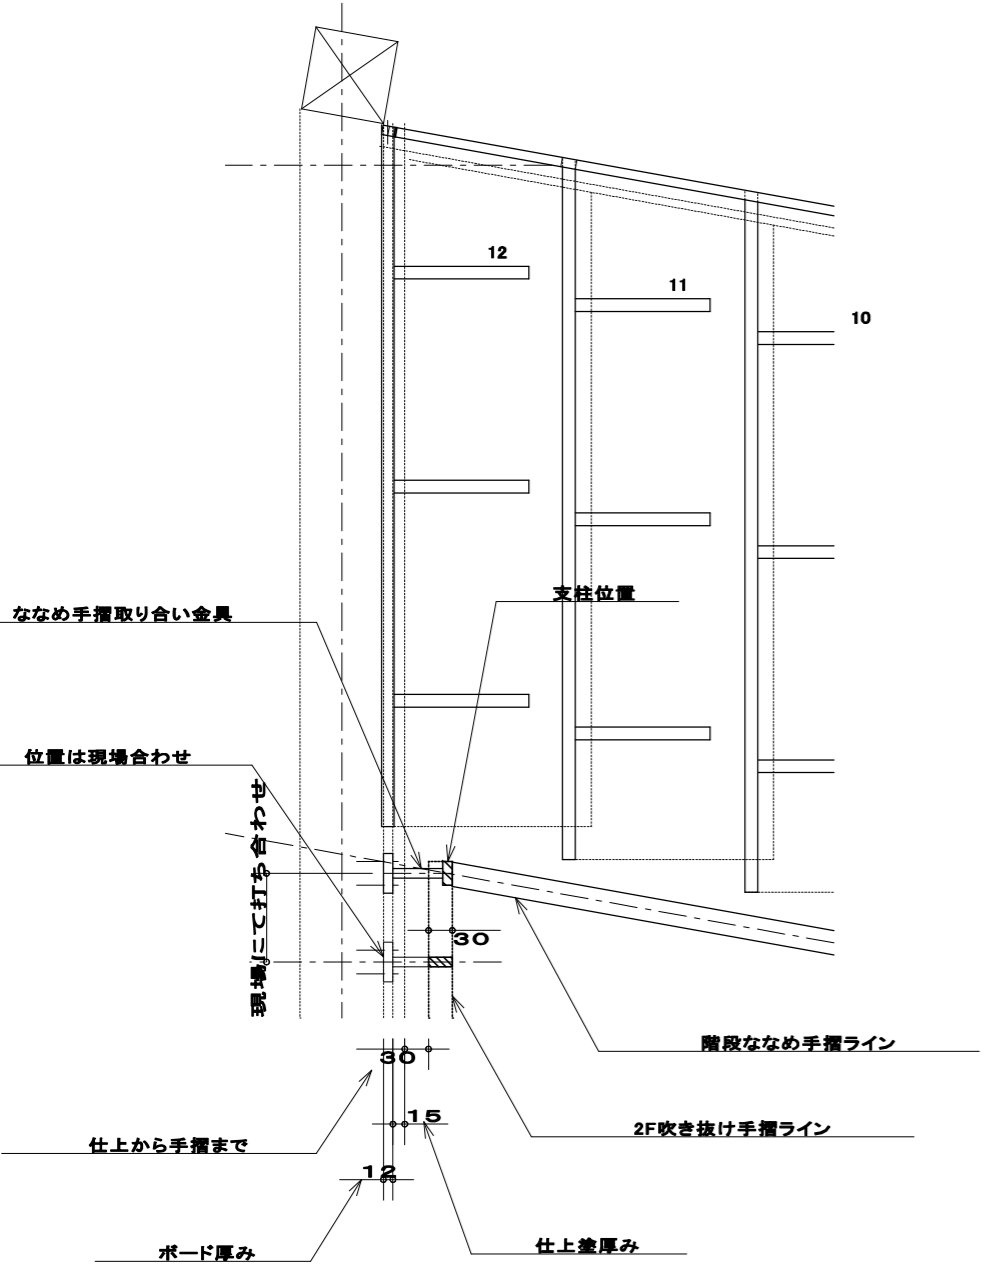 12
11
10
支柱位置
ななめ手摺取り合い金具
位置は現場合わせ
現場にて打ち合わせ
30
階段ななめ手摺ライン
30
15
2F吹き抜け手摺ライン
仕上から手摺まで
12
仕上塗厚み
ボード厚み